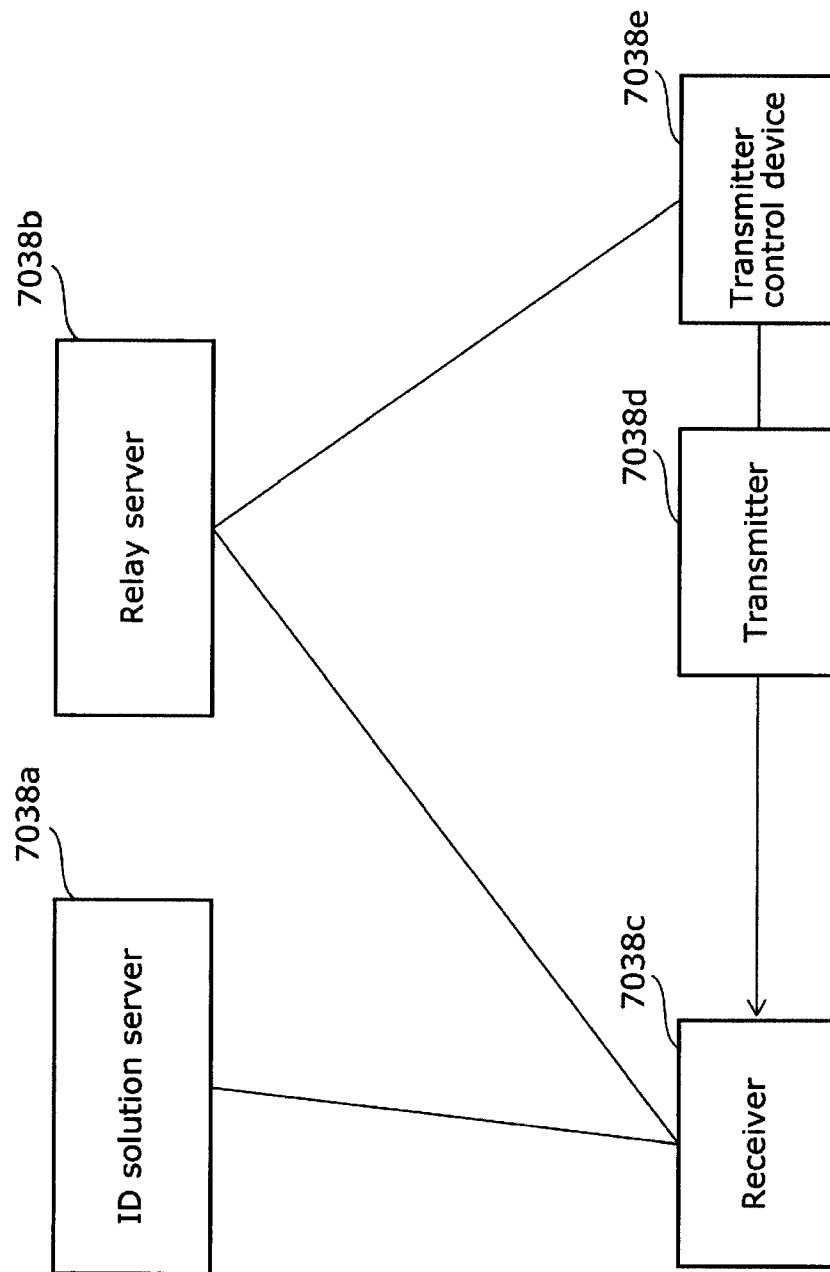 7038a
ID solution server
7038b
Relay server
7038c
Receiver
7038d
Transmitter
7038e
Transmitter
control device